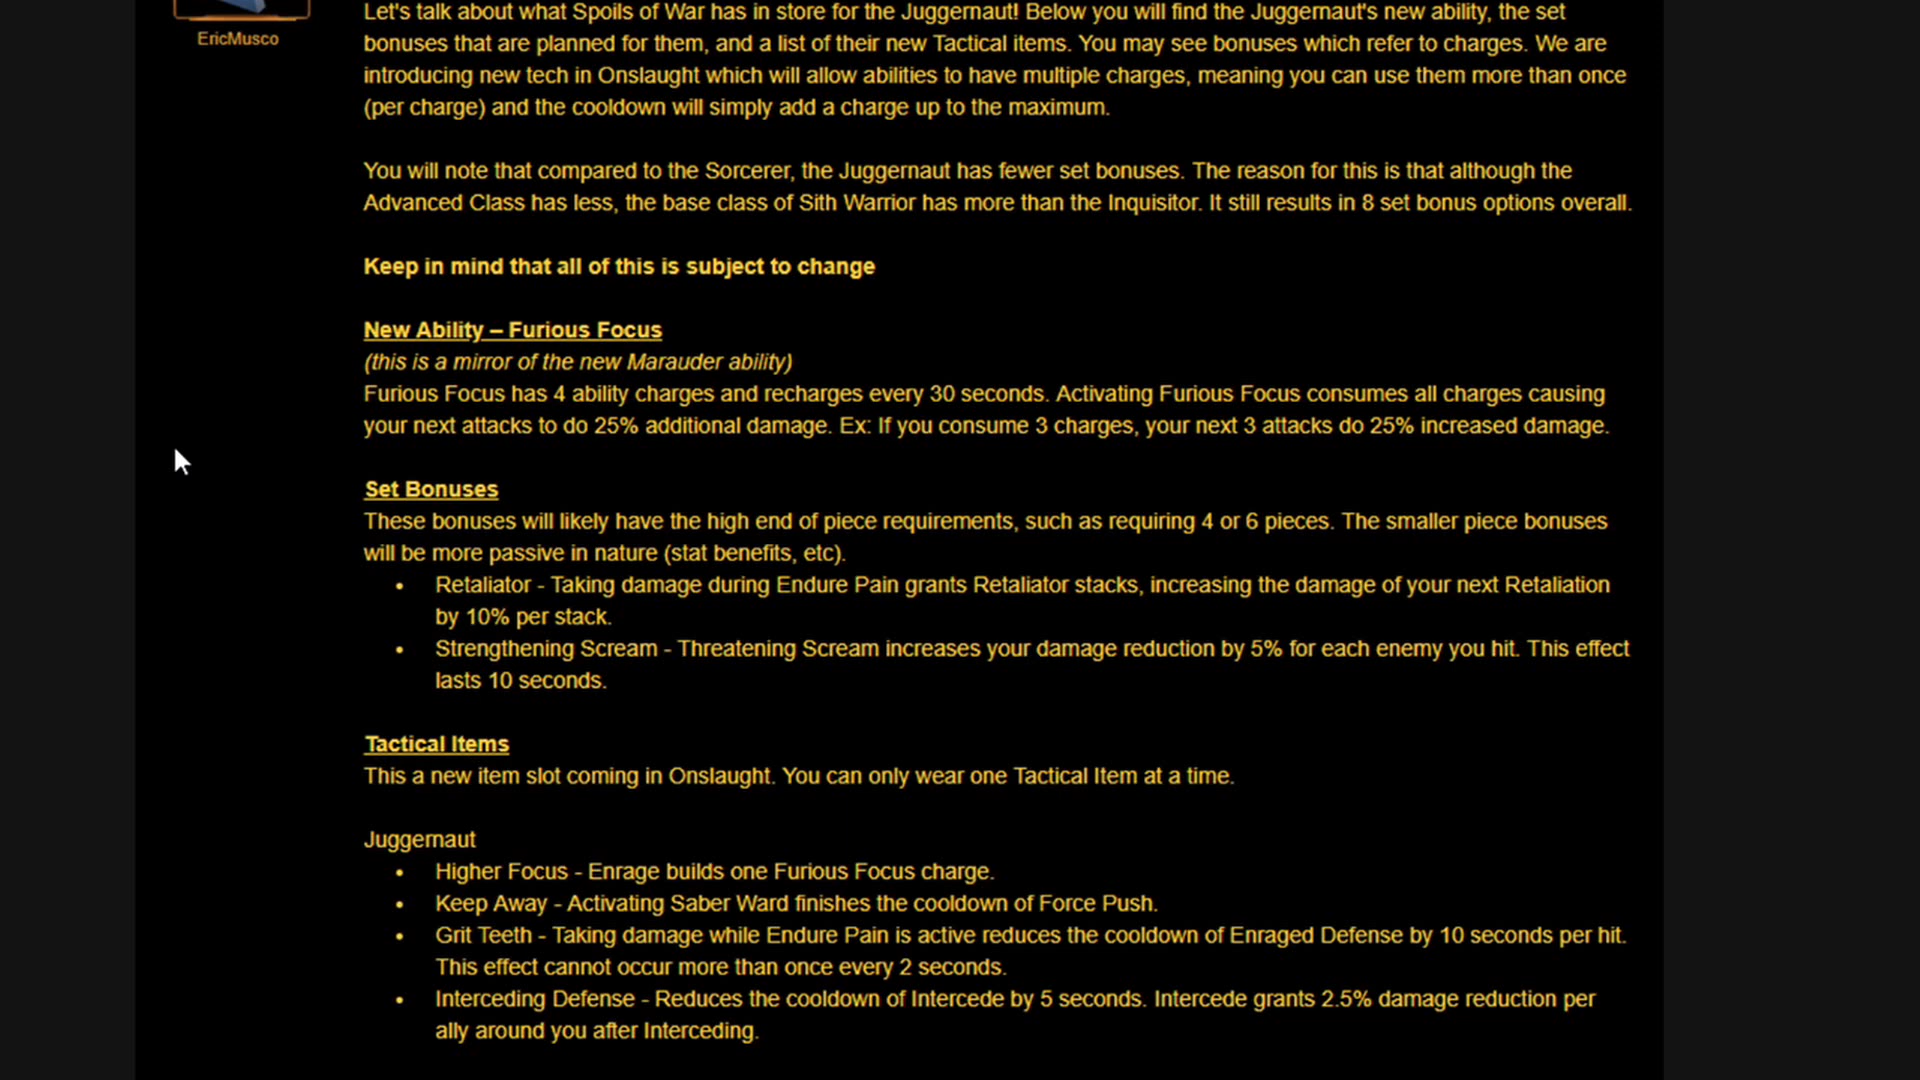 Let's talk about what Spoils of War has in store for the Juggernaut! Below you will find the Juggernaut's new ability, the set
EricMusco
bonuses that are planned for them, and a list of their new Tactical items. You may see bonuses which refer to charges. We are
introducing new tech in Onslaught which will allow abilities to have multiple charges, meaning you can use them more than once
(per charge) and the cooldown will simply add a charge up to the maximum.
You will note that compared to the Sorcerer, the Juggernaut has fewer set bonuses. The reason for this is that although the
Advanced Class has less, the base class of Sith Warrior has more than the Inquisitor. It still results in 8 set bonus options overall.
Keep in mind that all of this is subject to change
New Ability – Furious Focus
(this is a mirror of the new Marauder ability)
Furious Focus has 4 ability charges and recharges every 30 seconds. Activating Furious Focus consumes all charges causing
your next attacks to do 25% additional damage. Ex: If you consume 3 charges, your next 3 attacks do 25% increased damage.
Set Bonuses
These bonuses will likely have the high end of piece requirements, such as requiring 4 or 6 pieces. The smaller piece bonuses
will be more passive in nature (stat benefits, etc).
• Retaliator - Taking damage during Endure Pain grants Retaliator stacks, increasing the damage of your next Retaliation
by 10% per stack.
• Strengthening Scream - Threatening Scream increases your damage reduction by 5% for each enemy you hit. This effect
lasts 10 seconds.
Tactical Items
This a new item slot coming in Onslaught. You can only wear one Tactical Item at a time.
Juggernaut
• Higher Focus - Enrage builds one Furious Focus charge.
• Keep Away - Activating Saber Ward finishes the cooldown of Force Push.
• Grit Teeth - Taking damage while Endure Pain is active reduces the cooldown of Enraged Defense by 10 seconds per hit.
This effect cannot occur more than once every 2 seconds.
• Interceding Defense - Reduces the cooldown of Intercede by 5 seconds. Intercede grants 2.5% damage reduction per
ally around you after Interceding.